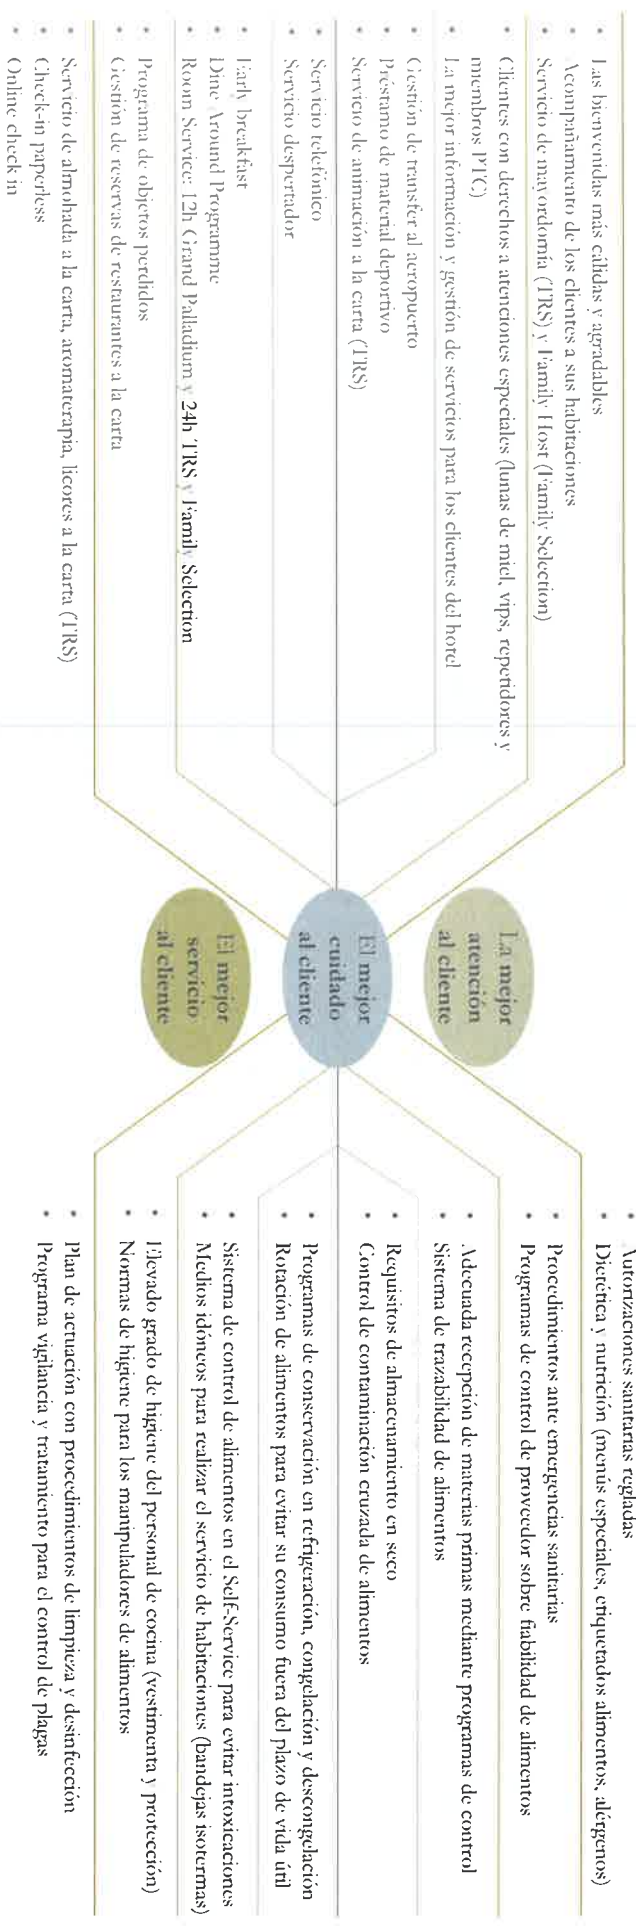 • Las bienvenidas más cálidas y agradables
• Acompañamiento de los clientes a sus habitaciones
• Servicio de mayordomía (TRS) y Family Host (Family Selection)
• Clientes con derechos a atenciones especiales (lunas de miel, vips, repetidores y
miembros PTC)
• La mejor información y gestión de servicios para los clientes del hotel
• Gestión de transfer al aeropuerto
• Préstamo de material deportivo
• Servicio de animación a la carta (TRS)
• Servicio telefónico
• Servicio despertador
• Early breakfast
• Dine Around Programme
• Room Service: 12h Grand Palladium y 24h TRS y Family Selection
• Programa de objetos perdidos
• Gestión de reservas de restaurantes a la carta
• Servicio de almohada a la carta, aromaterapia, licores a la carta (TRS)
• Check-in paperless
• Online check in
La mejor
atención
al cliente
El mejor
cuidado
al cliente
El mejor
servicio
al cliente
• Autorizaciones sanitarias regladas
• Dietética y nutrición (menús especiales, etiquetados alimentos, alérgenos)
• Procedimientos ante emergencias sanitarias
• Programas de control de proveedor sobre fiabilidad de alimentos
• Adecuada recepción de materias primas mediante programas de control
• Sistema de trazabilidad de alimentos
• Requisitos de almacenamiento en seco
• Control de contaminación cruzada de alimentos
• Programas de conservación en refrigeración, congelación y descongelación
• Rotación de alimentos para evitar su consumo fuera del plazo de vida útil
• Sistema de control de alimentos en el Self-Service para evitar intoxicaciones
• Medios idóneos para realizar el servicio de habitaciones (bandejas isotermas)
• Elevado grado de higiene del personal de cocina (vestimenta y protección)
• Normas de higiene para los manipuladores de alimentos
• Plan de actuación con procedimientos de limpieza y desinfección
• Programa vigilancia y tratamiento para el control de plagas